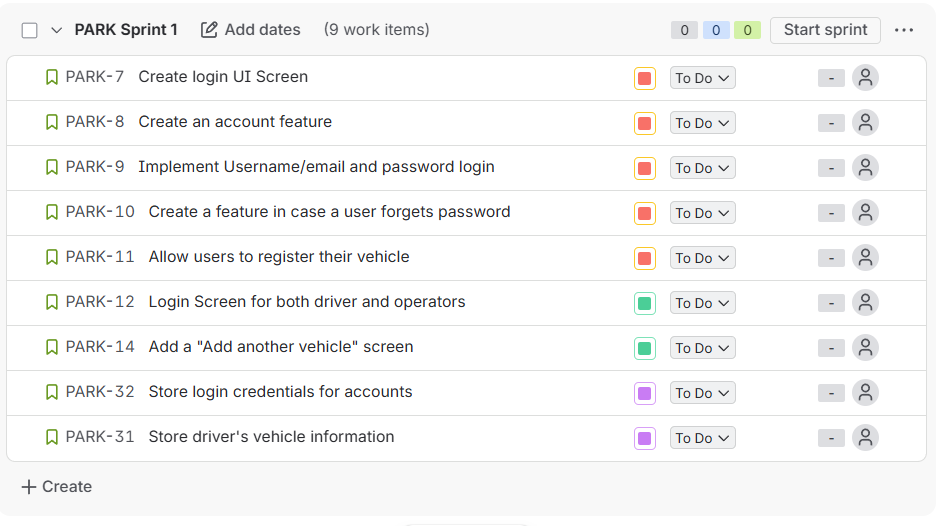 PARK Sprint 1 Add dates (9 work items) 0 0 0 Start sprint
PARK-7 Create login UI Screen To Do -
PARK-8 Create an account feature To Do -
PARK-9 Implement Username/email and password login To Do -
PARK-10 Create a feature in case a user forgets password To Do -
PARK-11 Allow users to register their vehicle To Do -
PARK-12 Login Screen for both driver and operators To Do -
PARK-14 Add a "Add another vehicle" screen To Do -
PARK-32 Store login credentials for accounts To Do -
PARK-31 Store driver's vehicle information To Do -
+ Create